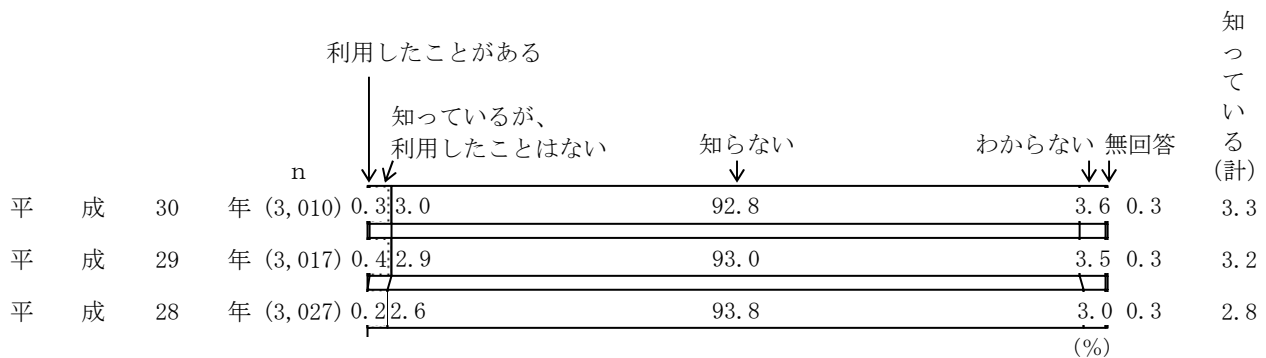 知っている(計)
利用したことがある
知っているが、
利用したことはない
知らない
わからない 無回答
n
平 成 30 年 (3,010) 0.3 3.0 92.8 3.6 0.3 3.3
平 成 29 年 (3,017) 0.4 2.9 93.0 3.5 0.3 3.2
平 成 28 年 (3,027) 0.2 2.6 93.8 3.0 0.3 2.8
(%)